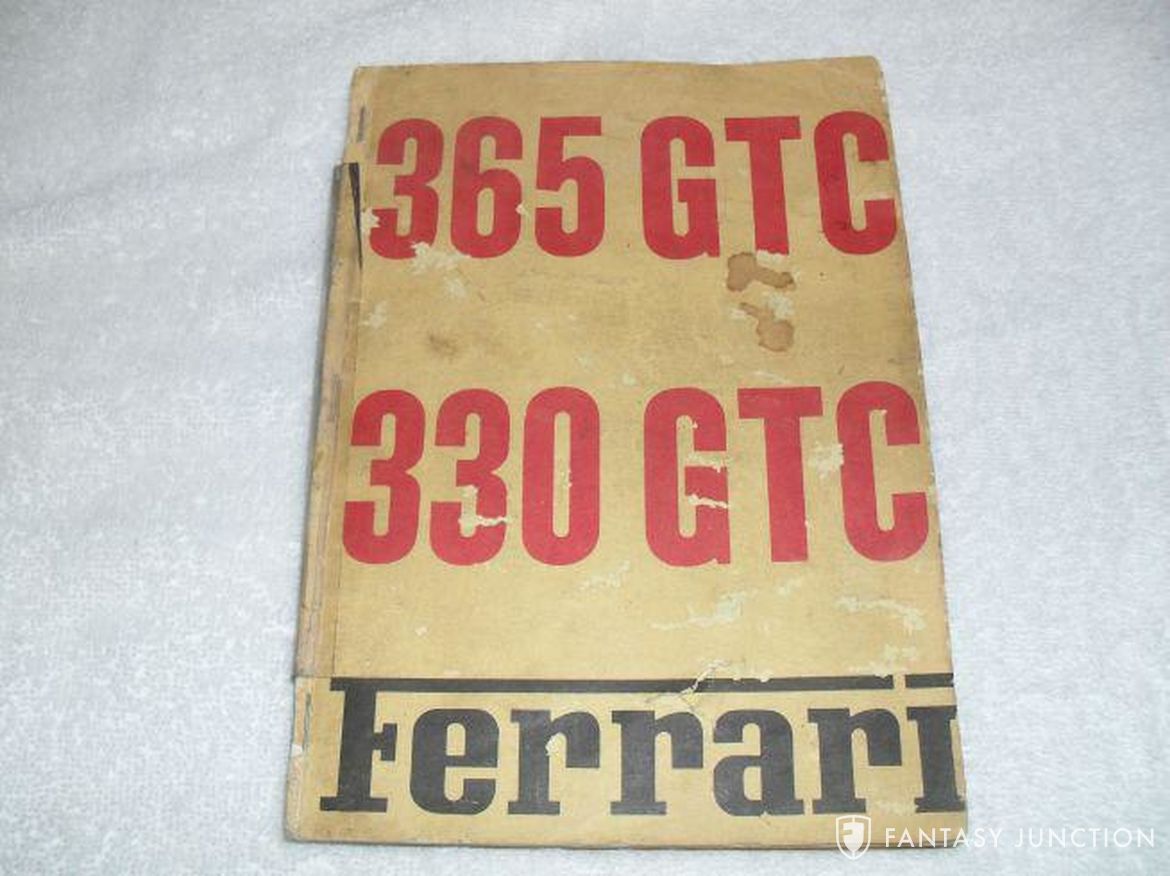 365 GTC
330 GTC
Ferrari
FANTASY JUNCTION